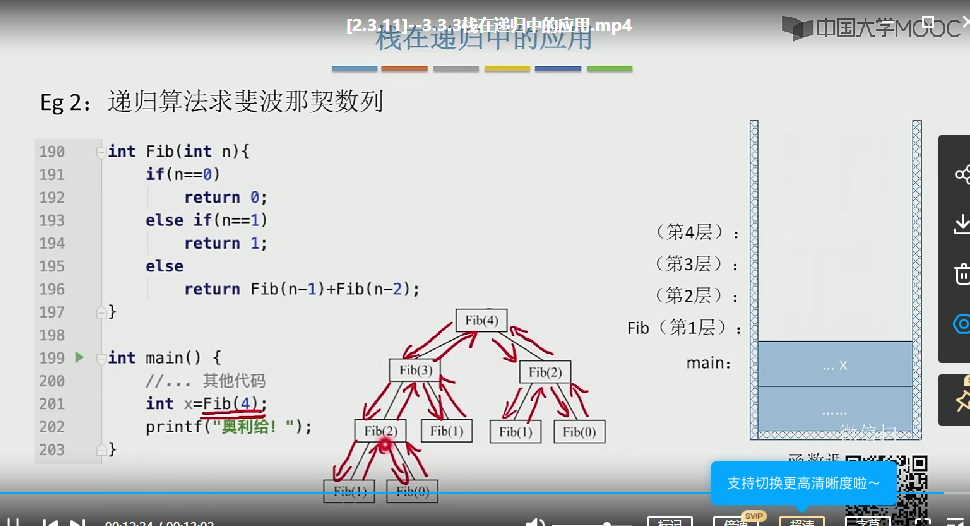 [2.3.11]--3.3.3栈在递归中的应用.mp4
中国大学MOOC
栈在递归中的应用
Eg 2：递归算法求斐波那契数列
190 int Fib(int n){
191 if(n==0)
192 return 0;
193 else if(n==1)
194 return 1;
195 else
196 return Fib(n-1)+Fib(n-2);
197 }
198
199 int main() {
200 //... 其他代码
201 int x=Fib(4);
202 printf("奥利给! ");
203 }
Fib(4)
Fib(3) Fib(2)
Fib(2) Fib(1) Fib(1) Fib(0)
Fib(1) Fib(0)
（第4层）：
（第3层）：
（第2层）：
Fib（第1层）：
main： ... x
......
支持切换更高清晰度啦～
SVIP
00:12:24 / 00:13:02
标记 倍速 超清 字幕